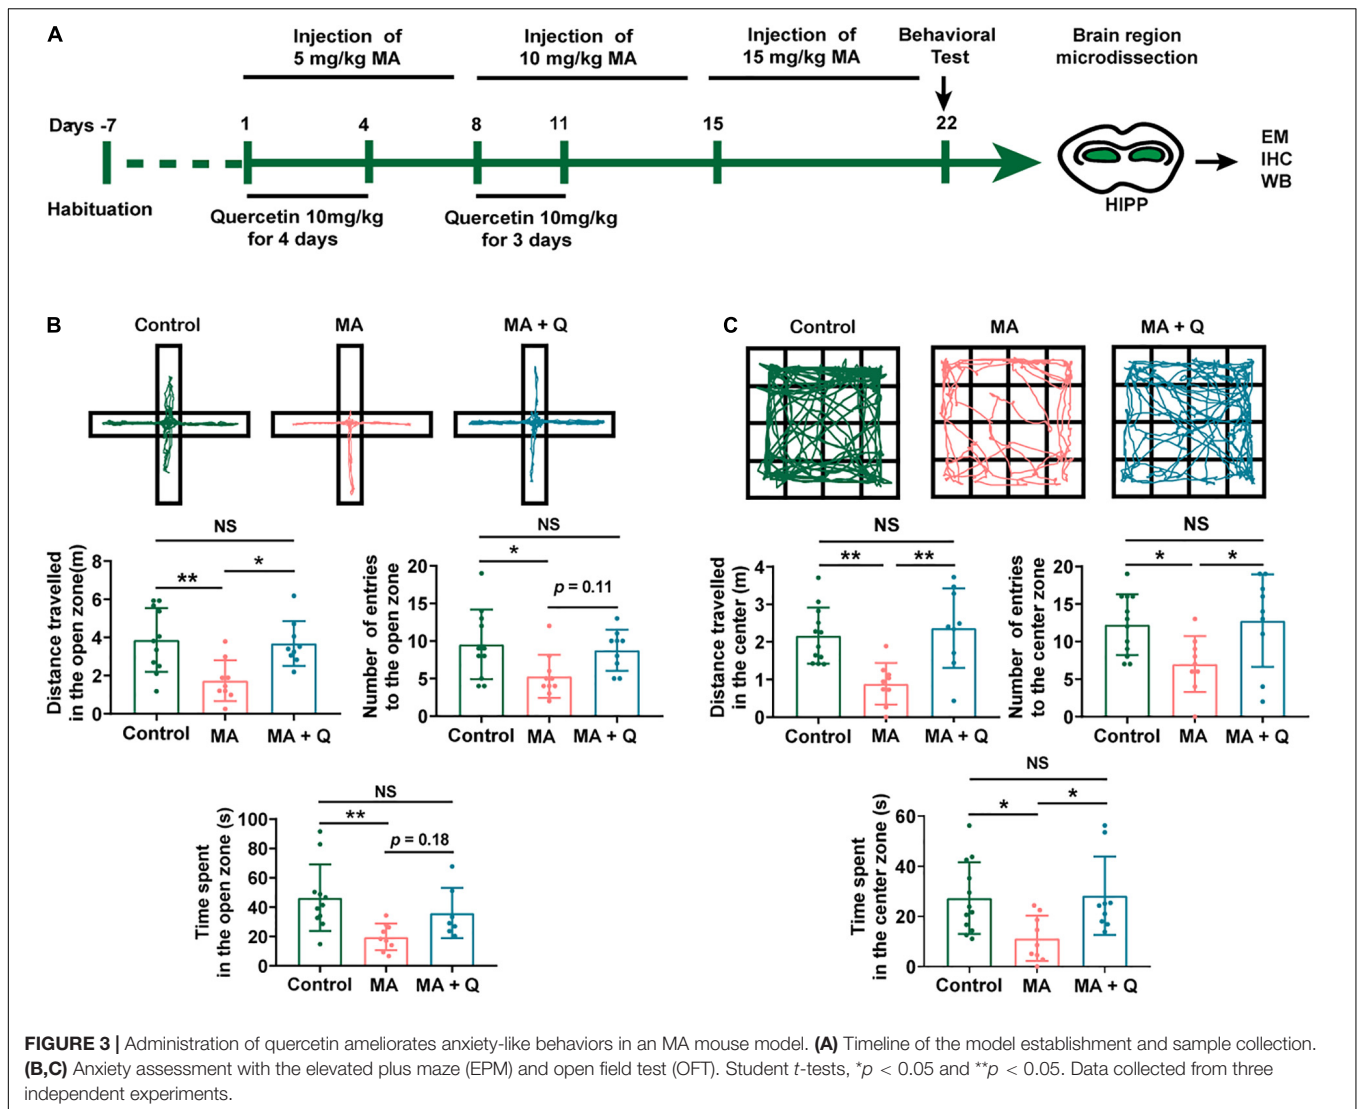 A
Injection of
5 mg/kg MA
Injection of
10 mg/kg MA
Injection of
15 mg/kg MA
Behavioral
Test
Brain region
microdissection
Days -7
1
4
8
11
15
22
Habituation
Quercetin 10mg/kg
for 4 days
Quercetin 10mg/kg
for 3 days
HIPP
EM
IHC
WB
B
Control
MA
MA + Q
C
Control
MA
MA + Q
Distance travelled
in the open zone(m)
8
6
4
2
0
NS
**
*
Control
MA
MA + Q
Number of entries
to the open zone
20
15
10
5
0
NS
*
p = 0.11
Control
MA
MA + Q
Distance travelled
in the center (m)
4
3
2
1
0
NS
**
**
Control
MA
MA + Q
Number of entries
to the center zone
20
15
10
5
0
NS
*
*
Control
MA
MA + Q
Time spent
in the open zone (s)
100
80
60
40
20
0
NS
**
p = 0.18
Control
MA
MA + Q
Time spent
in the center zone (s)
60
40
20
0
NS
*
*
Control
MA
MA + Q
FIGURE 3 | Administration of quercetin ameliorates anxiety-like behaviors in an MA mouse model. (A) Timeline of the model establishment and sample collection.
(B,C) Anxiety assessment with the elevated plus maze (EPM) and open field test (OFT). Student t-tests, *p < 0.05 and **p < 0.05. Data collected from three
independent experiments.